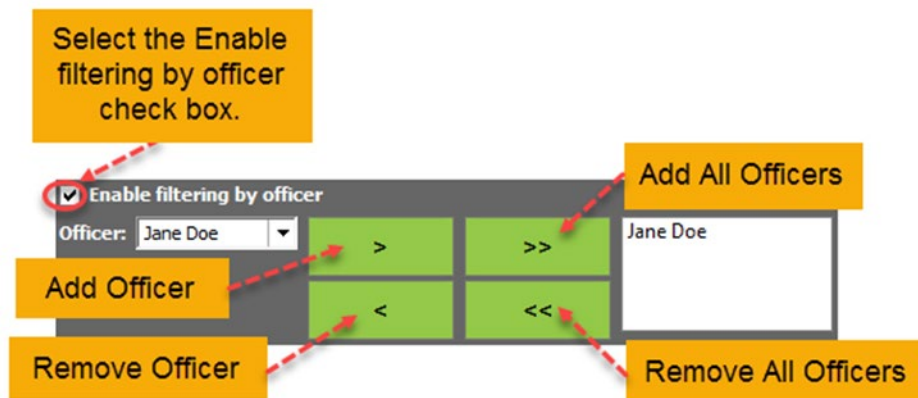 Select the Enable
filtering by officer
check box.
Enable filtering by officer
Add All Officers
Officer: Jane Doe
>
>>
Jane Doe
Add Officer
<
<<
Remove Officer
Remove All Officers